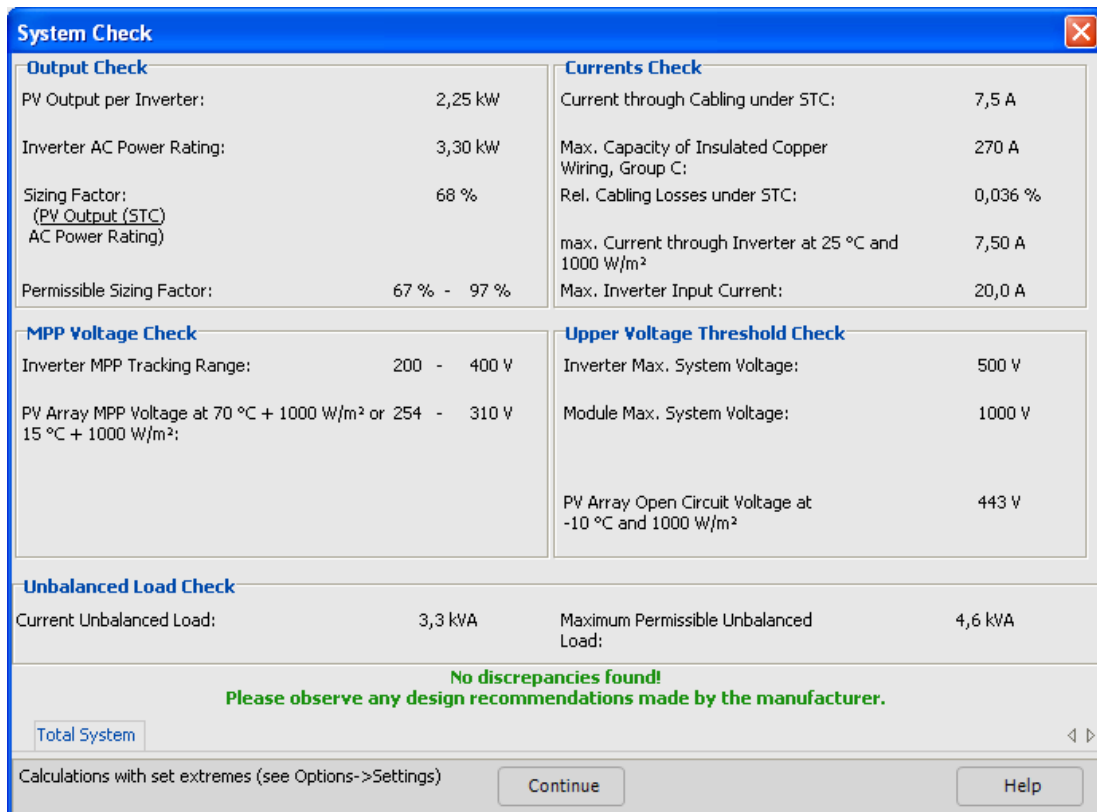 System Check
Output Check
PV Output per Inverter: 2,25 kW
Inverter AC Power Rating: 3,30 kW
Sizing Factor: 68 %
(PV Output (STC)
AC Power Rating)
Permissible Sizing Factor: 67 % - 97 %
Currents Check
Current through Cabling under STC: 7,5 A
Max. Capacity of Insulated Copper 270 A
Wiring, Group C:
Rel. Cabling Losses under STC: 0,036 %
max. Current through Inverter at 25 °C and 7,50 A
1000 W/m²
Max. Inverter Input Current: 20,0 A
MPP Voltage Check
Inverter MPP Tracking Range: 200 - 400 V
PV Array MPP Voltage at 70 °C + 1000 W/m² or 254 - 310 V
15 °C + 1000 W/m²:
Upper Voltage Threshold Check
Inverter Max. System Voltage: 500 V
Module Max. System Voltage: 1000 V
PV Array Open Circuit Voltage at 443 V
-10 °C and 1000 W/m²
Unbalanced Load Check
Current Unbalanced Load: 3,3 kVA
Maximum Permissible Unbalanced 4,6 kVA
Load:
No discrepancies found!
Please observe any design recommendations made by the manufacturer.
Total System
Calculations with set extremes (see Options->Settings)
Continue
Help